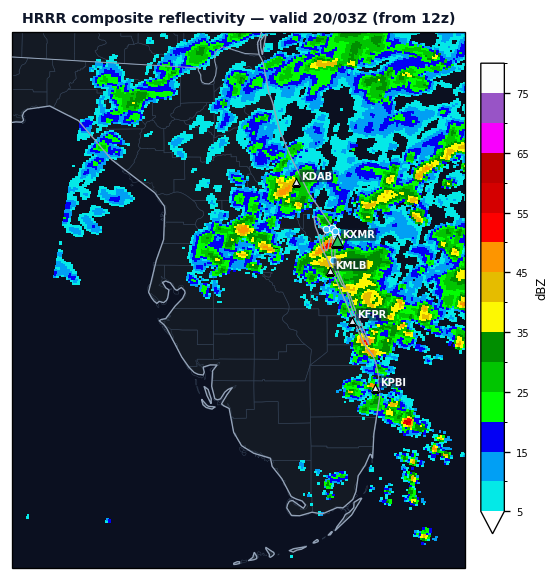 HRRR composite reflectivity — valid 20/03Z (from 12z)
KDAB
KXMR
KMLB
KFPR
KPBI
75
65
55
45
35
25
15
5
dBZ